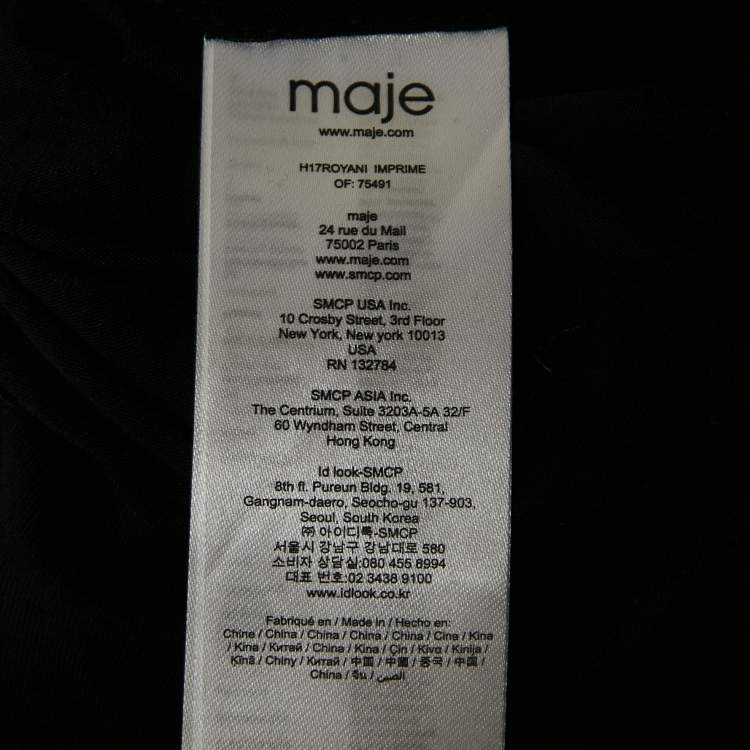 maje
www.maje.com
H17ROYANI IMPRIME
OF: 75491
maje
24 rue du Mail
75002 Paris
www.maje.com
www.smcp.com
SMCP USA Inc.
10 Crosby Street, 3rd Floor
New York, New york 10013
USA
RN 132784
SMCP ASIA Inc.
The Centrium, Suite 3203A-5A 32/F
60 Wyndham Street, Central
Hong Kong
Id look-SMCP
8th fl. Pureun Bldg. 19, 581,
Gangnam-daero, Seocho-gu 137-903,
Seoul, South Korea
㈜ 아이디룩-SMCP
서울시 강남구 강남대로 580
소비자 상담실:080 455 8994
대표 번호:02 3438 9100
www.idlook.co.kr
Fabriqué en / Made in / Hecho en:
Chine / China / China / China / China / Cina / Kina
/ Kina / Китай / China / Kina / Çin / Kiva / Kinija /
Ķīnā / Chiny / Китай / 中国 / 中國 / 중국 / 中国 /
China / จีน / الصين